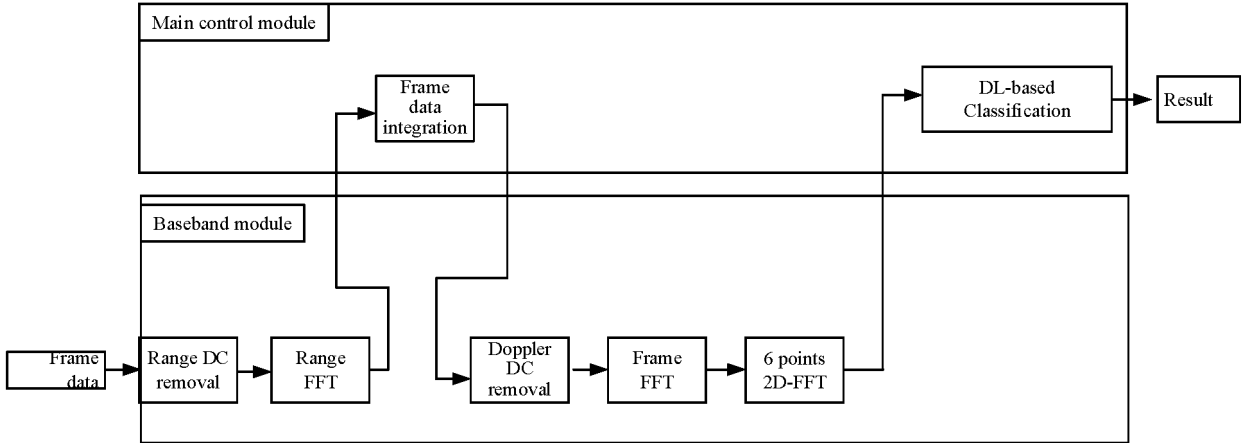 Main control module
Frame
data
integration
DL-based
Classification
Result
Baseband module
Frame
data
Range DC
removal
Range
FFT
Doppler
DC
removal
Frame
FFT
6 points
2D-FFT